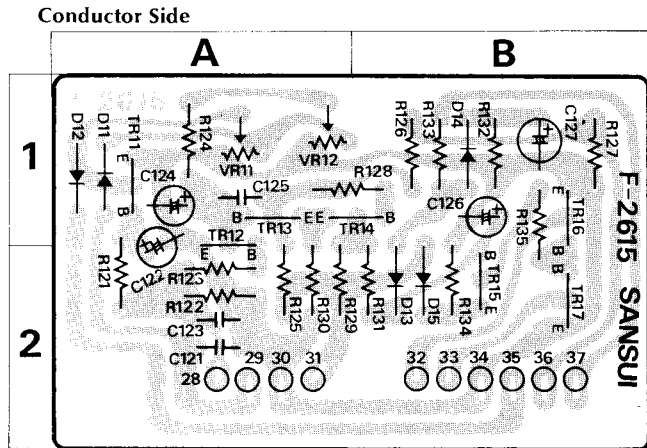 Conductor Side
A B
1
2
D12
D11
TR11
E
B
R124
C124
VR11
C125
VR12
R128
R126
R133
D14
R132
C127
R127
C126
R135
E
TR16
B
B
TR17
E
F-2615 SANSUI
B TR13 E
E TR14 B
R121
C122
TR12
E B
R123
R122
C123
C121
R125
R130
R129
R131
D13
D15
R134
B
TR15
E
28 29 30 31
32 33 34 35 36 37